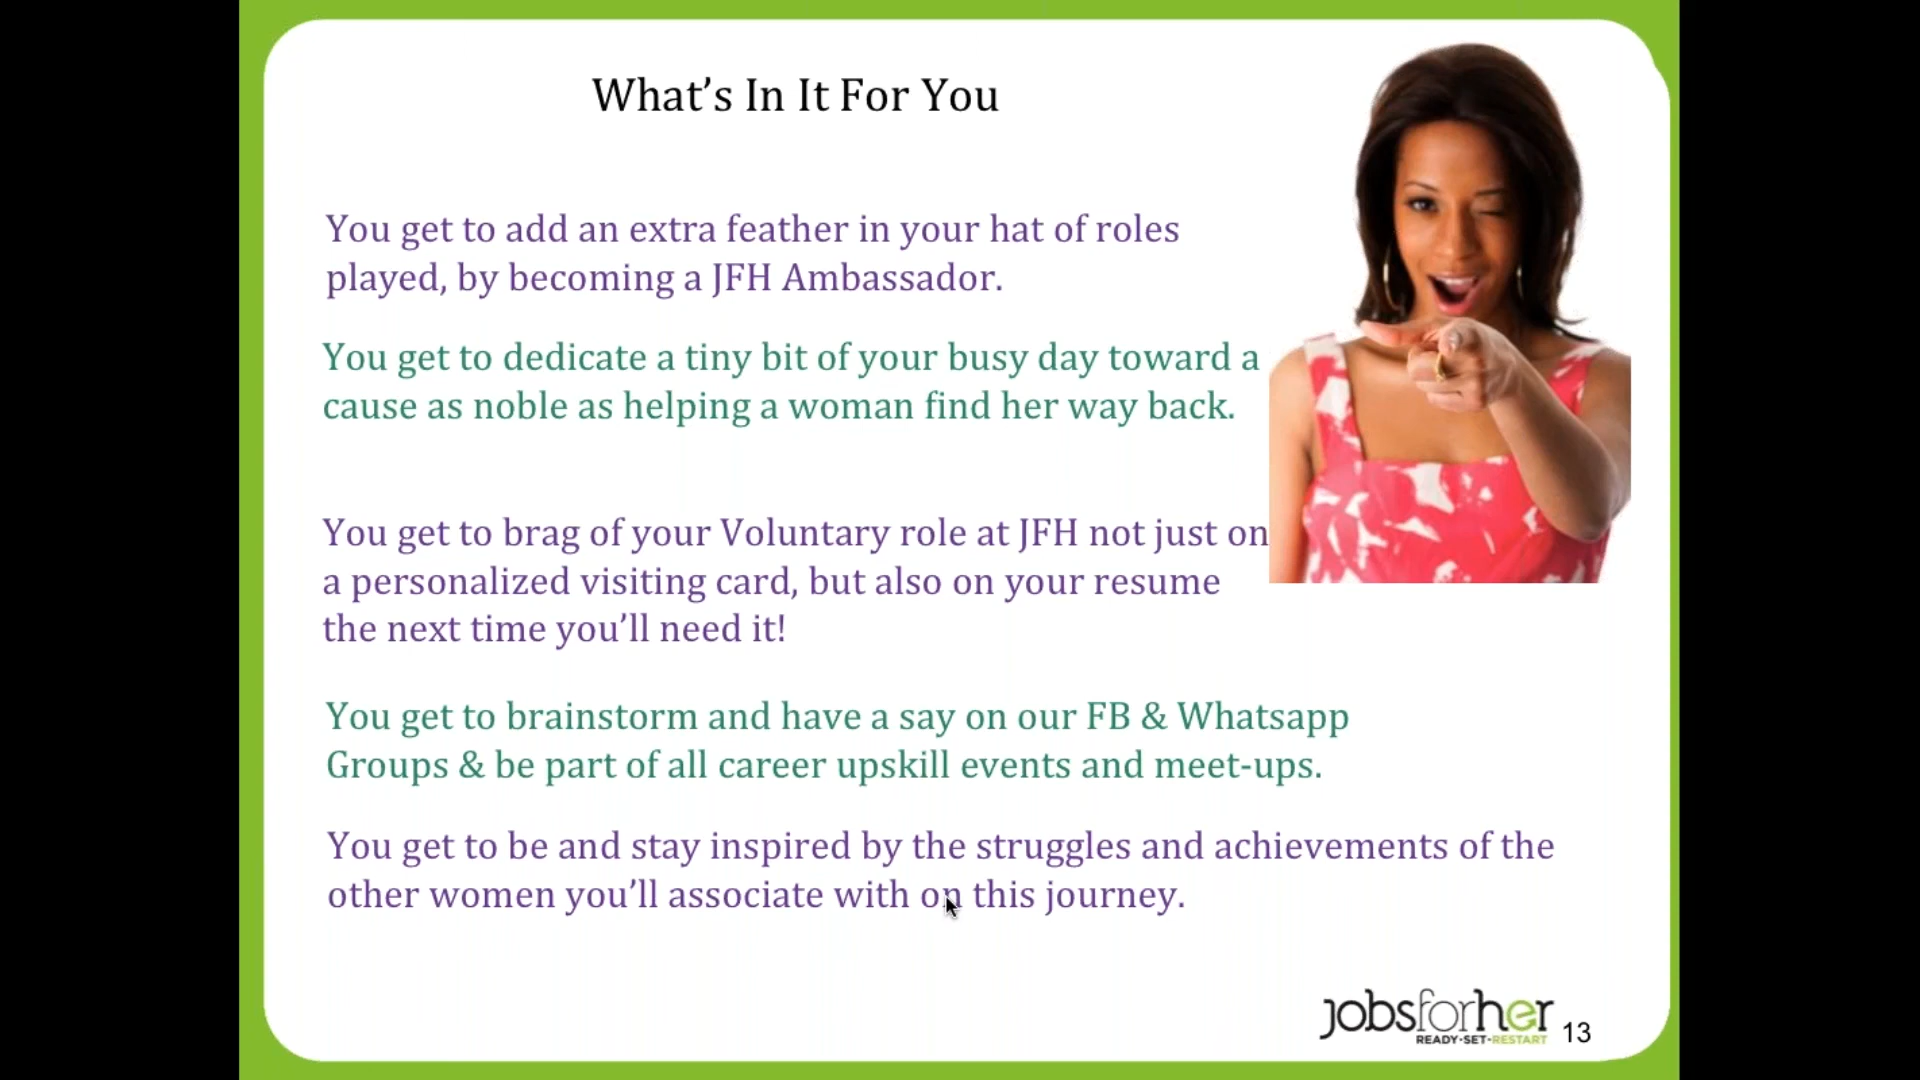 What’s In It For You
You get to add an extra feather in your hat of roles
played, by becoming a JFH Ambassador.
You get to dedicate a tiny bit of your busy day toward a
cause as noble as helping a woman find her way back.
You get to brag of your Voluntary role at JFH not just on
a personalized visiting card, but also on your resume
the next time you’ll need it!
You get to brainstorm and have a say on our FB & Whatsapp
Groups & be part of all career upskill events and meet-ups.
You get to be and stay inspired by the struggles and achievements of the
other women you’ll associate with on this journey.
jobsforher
READY-SET-RESTART
13